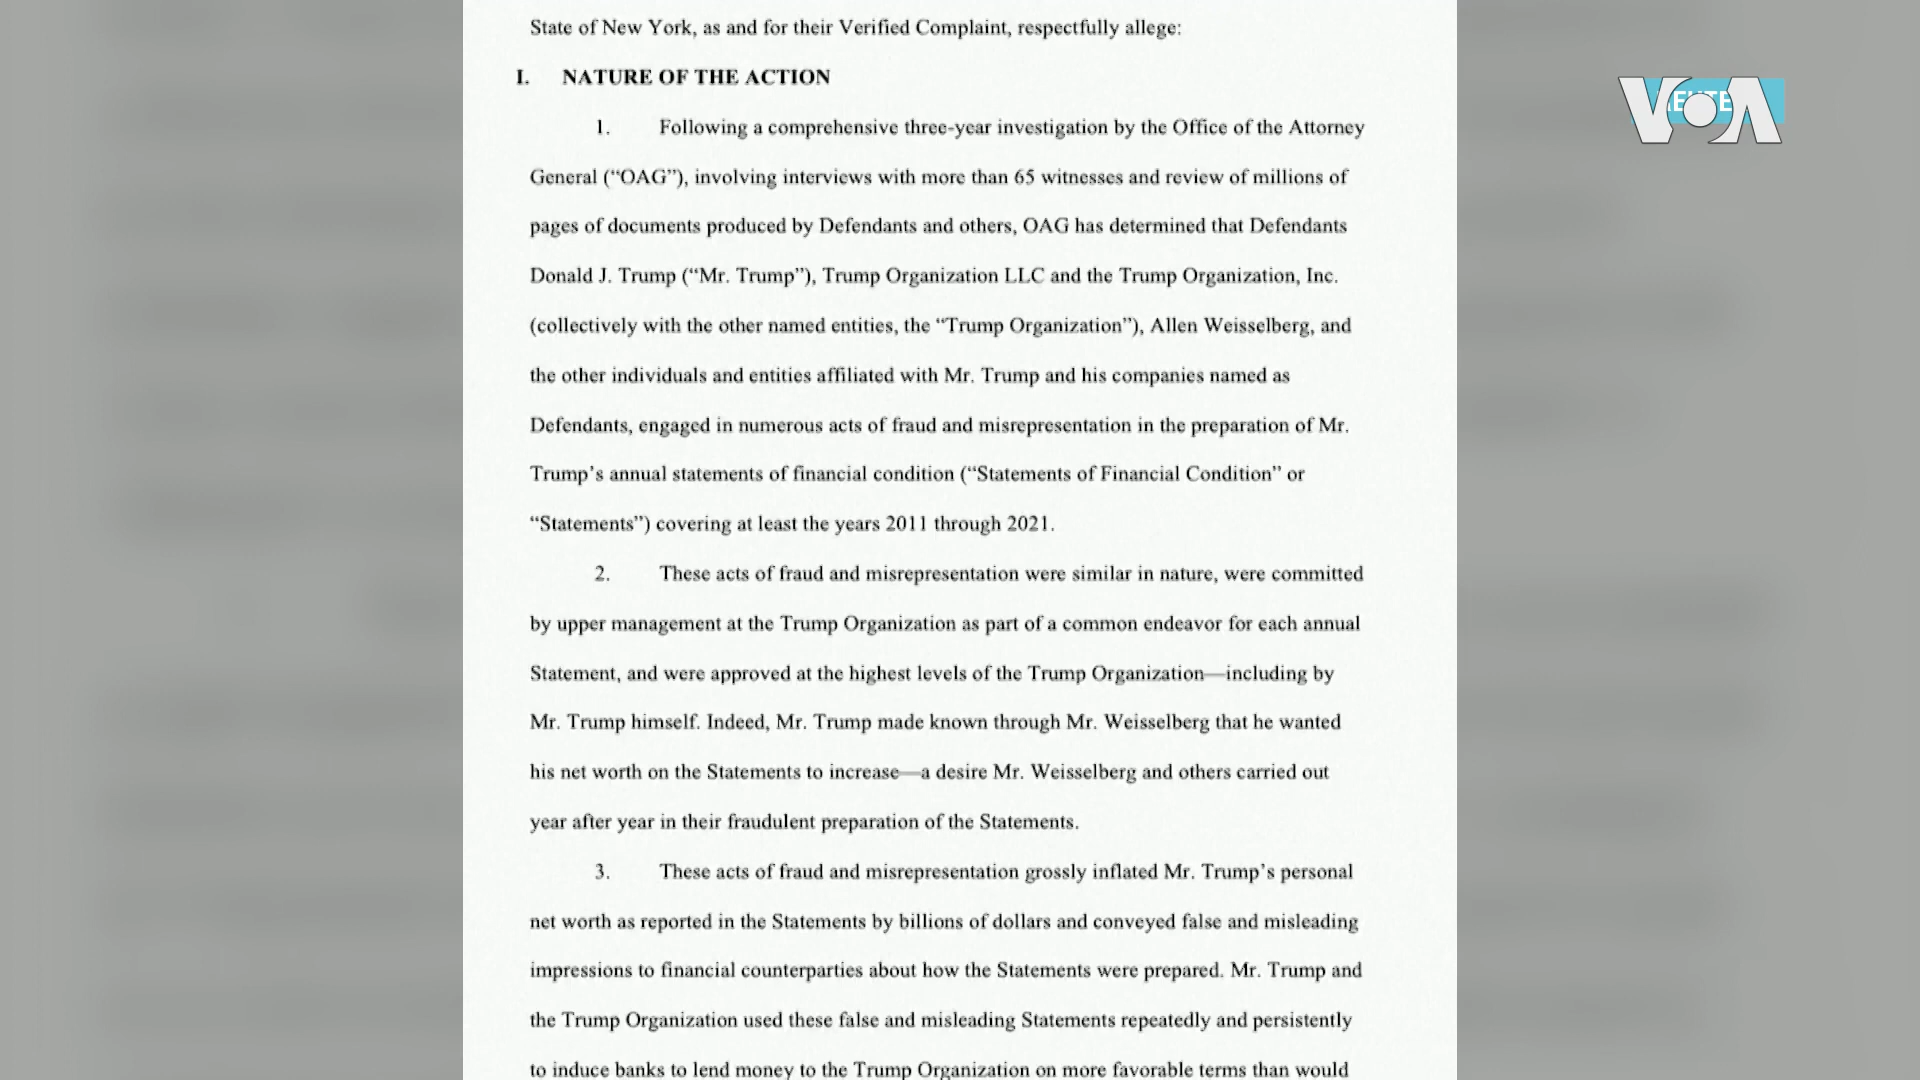 State of New York, as and for their Verified Complaint, respectfully allege:
I. NATURE OF THE ACTION
1. Following a comprehensive three-year investigation by the Office of the Attorney
General (“OAG”), involving interviews with more than 65 witnesses and review of millions of
pages of documents produced by Defendants and others, OAG has determined that Defendants
Donald J. Trump (“Mr. Trump”), Trump Organization LLC and the Trump Organization, Inc.
(collectively with the other named entities, the “Trump Organization”), Allen Weisselberg, and
the other individuals and entities affiliated with Mr. Trump and his companies named as
Defendants, engaged in numerous acts of fraud and misrepresentation in the preparation of Mr.
Trump’s annual statements of financial condition (“Statements of Financial Condition” or
“Statements”) covering at least the years 2011 through 2021.
2. These acts of fraud and misrepresentation were similar in nature, were committed
by upper management at the Trump Organization as part of a common endeavor for each annual
Statement, and were approved at the highest levels of the Trump Organization—including by
Mr. Trump himself. Indeed, Mr. Trump made known through Mr. Weisselberg that he wanted
his net worth on the Statements to increase—a desire Mr. Weisselberg and others carried out
year after year in their fraudulent preparation of the Statements.
3. These acts of fraud and misrepresentation grossly inflated Mr. Trump’s personal
net worth as reported in the Statements by billions of dollars and conveyed false and misleading
impressions to financial counterparties about how the Statements were prepared. Mr. Trump and
the Trump Organization used these false and misleading Statements repeatedly and persistently
to induce banks to lend money to the Trump Organization on more favorable terms than would
VOA